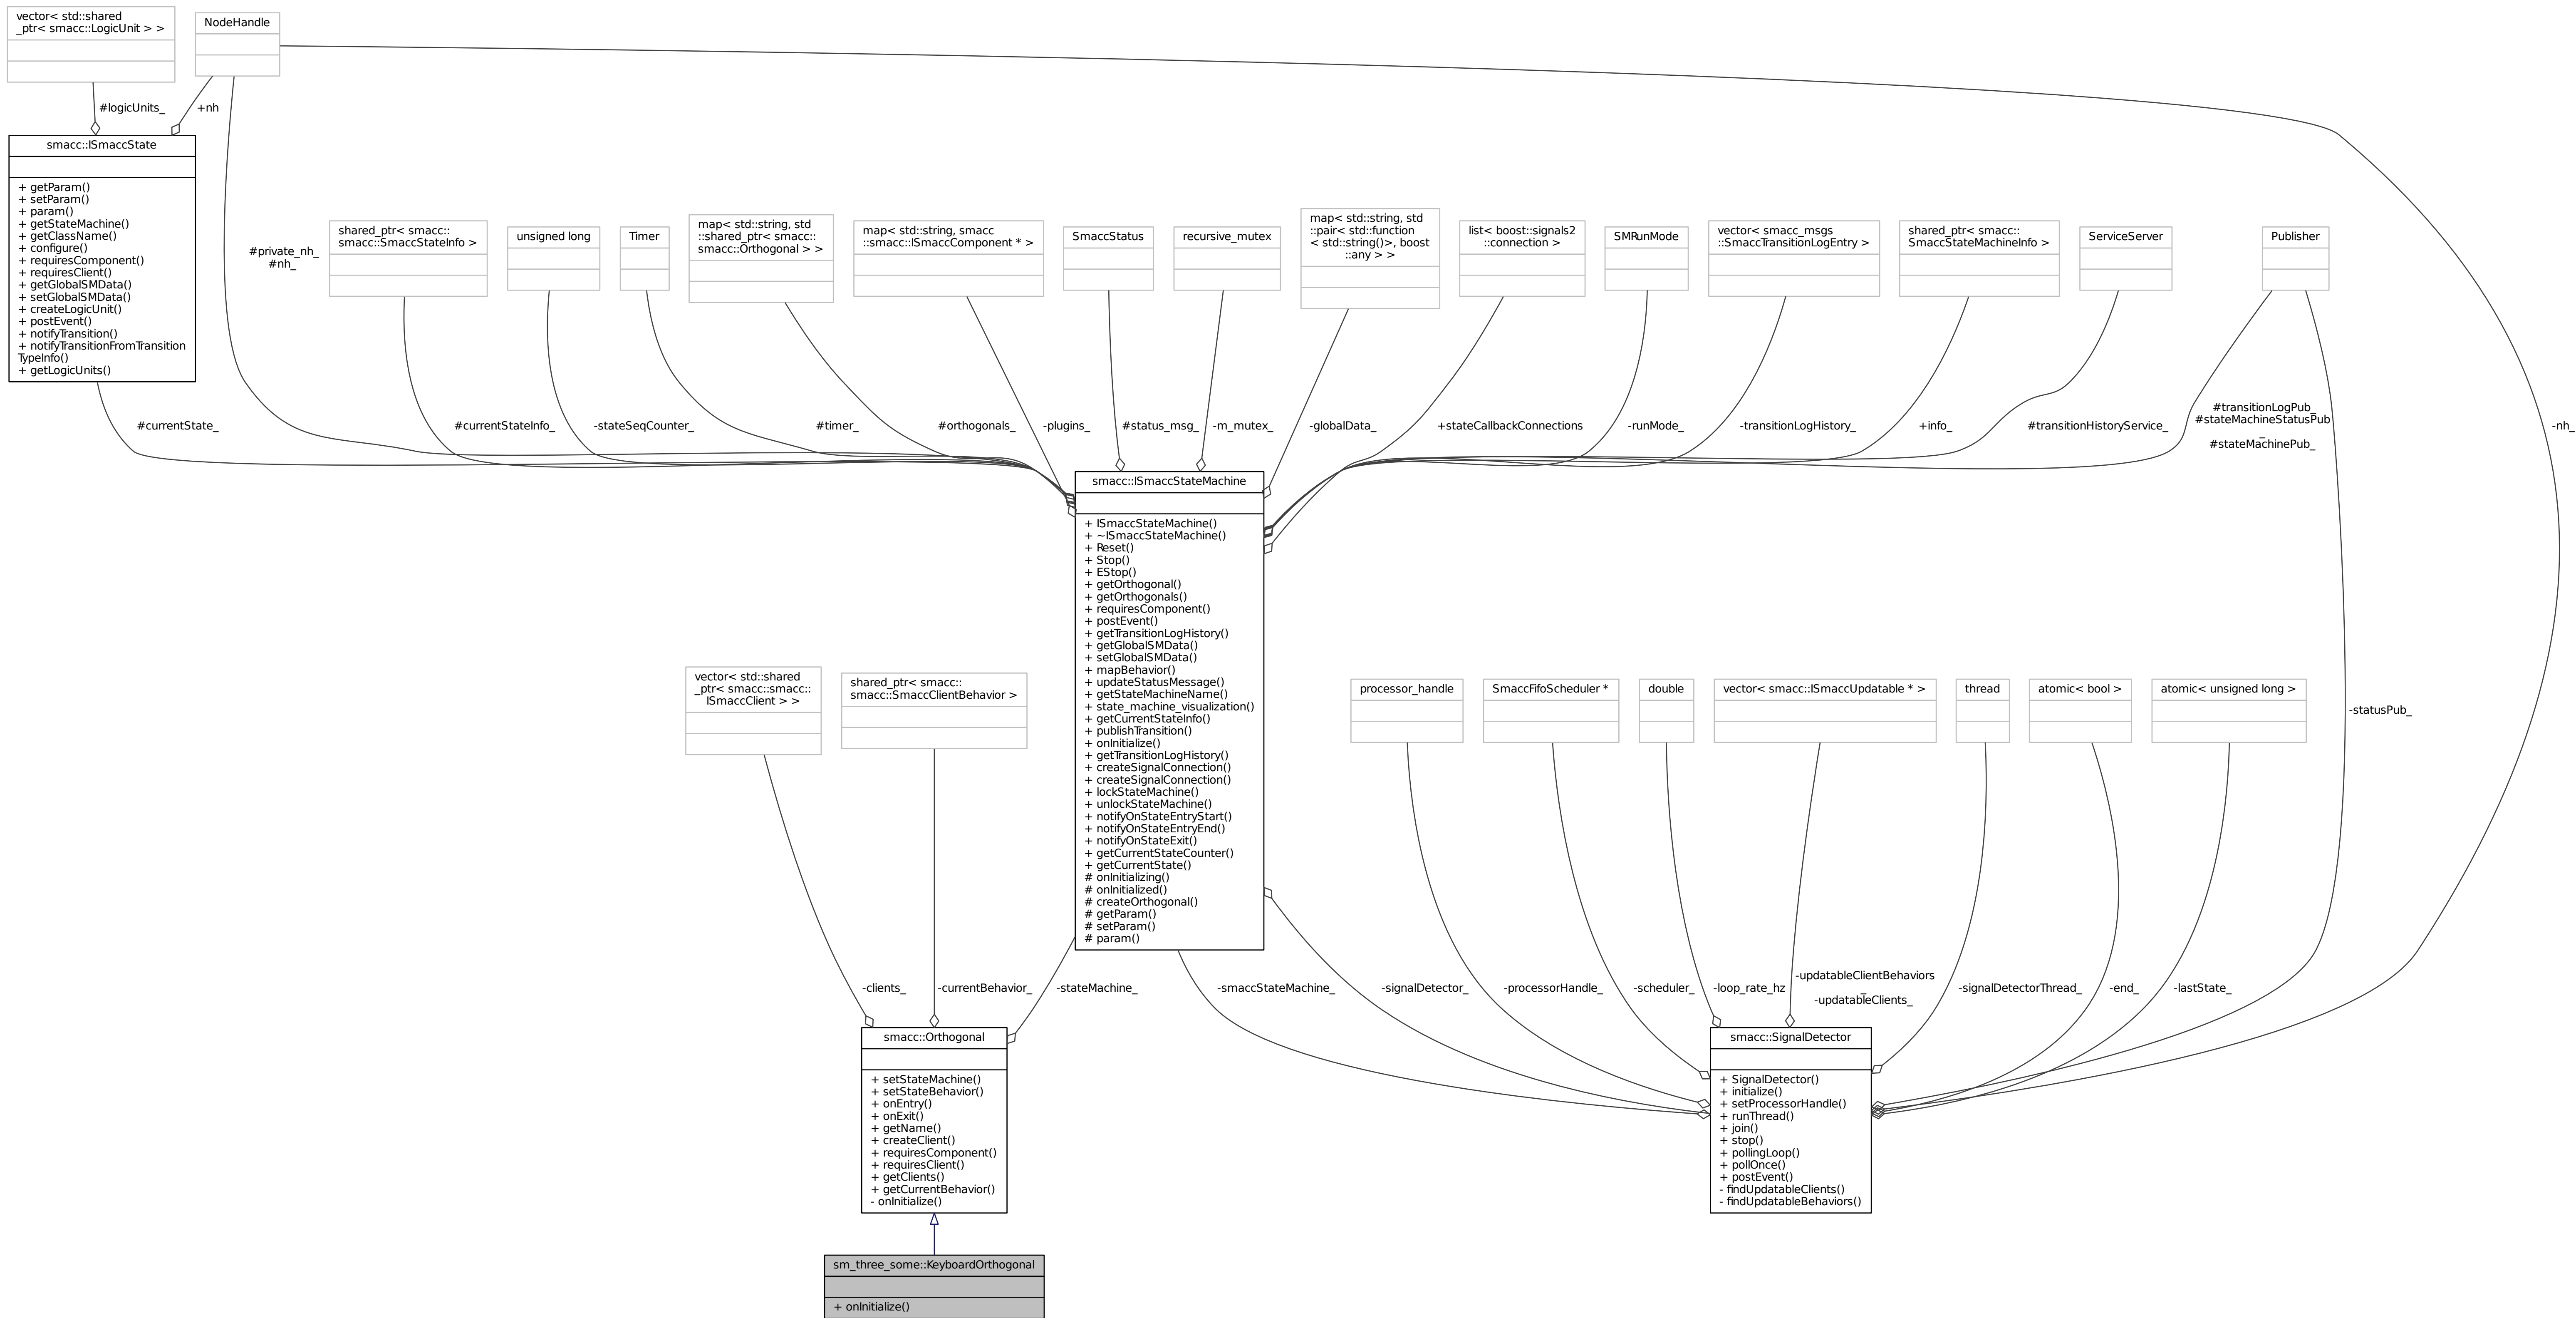 vector< std::shared
_ptr< smacc::LogicUnit > >
NodeHandle
#logicUnits_
+nh
smacc::ISmaccState
+ getParam()
+ setParam()
+ param()
+ getStateMachine()
+ getClassName()
+ configure()
+ requiresComponent()
+ requiresClient()
+ getGlobalSMData()
+ setGlobalSMData()
+ createLogicUnit()
+ postEvent()
+ notifyTransition()
+ notifyTransitionFromTransition
TypeInfo()
+ getLogicUnits()
#private_nh_
#nh_
shared_ptr< smacc::
smacc::SmaccStateInfo >
unsigned long
Timer
map< std::string, std
::shared_ptr< smacc::
smacc::Orthogonal > >
map< std::string, smacc
::smacc::ISmaccComponent * >
SmaccStatus
recursive_mutex
map< std::string, std
::pair< std::function
< std::string()>, boost
::any > >
list< boost::signals2
::connection >
SMRunMode
vector< smacc_msgs
::SmaccTransitionLogEntry >
shared_ptr< smacc::
SmaccStateMachineInfo >
ServiceServer
Publisher
#currentState_
#currentStateInfo_
-stateSeqCounter_
#timer_
#orthogonals_
-plugins_
#status_msg_
-m_mutex_
-globalData_
+stateCallbackConnections
-runMode_
-transitionLogHistory_
+info_
#transitionHistoryService_
#transitionLogPub_
#stateMachineStatusPub
_
#stateMachinePub_
-nh_
smacc::ISmaccStateMachine
+ ISmaccStateMachine()
+ ~ISmaccStateMachine()
+ Reset()
+ Stop()
+ EStop()
+ getOrthogonal()
+ getOrthogonals()
+ requiresComponent()
+ postEvent()
+ getTransitionLogHistory()
+ getGlobalSMData()
+ setGlobalSMData()
+ mapBehavior()
+ updateStatusMessage()
+ getStateMachineName()
+ state_machine_visualization()
+ getCurrentStateInfo()
+ publishTransition()
+ onInitialize()
+ getTransitionLogHistory()
+ createSignalConnection()
+ createSignalConnection()
+ lockStateMachine()
+ unlockStateMachine()
+ notifyOnStateEntryStart()
+ notifyOnStateEntryEnd()
+ notifyOnStateExit()
+ getCurrentStateCounter()
+ getCurrentState()
# onInitializing()
# onInitialized()
# createOrthogonal()
# getParam()
# setParam()
# param()
vector< std::shared
_ptr< smacc::smacc::
ISmaccClient > >
shared_ptr< smacc::
smacc::SmaccClientBehavior >
processor_handle
SmaccFifoScheduler *
double
vector< smacc::ISmaccUpdatable * >
thread
atomic< bool >
atomic< unsigned long >
-statusPub_
-clients_
-currentBehavior_
-stateMachine_
-smaccStateMachine_
-signalDetector_
-processorHandle_
-scheduler_
-loop_rate_hz
-updatableClientBehaviors
_
-updatableClients_
-signalDetectorThread_
-end_
-lastState_
smacc::Orthogonal
+ setStateMachine()
+ setStateBehavior()
+ onEntry()
+ onExit()
+ getName()
+ createClient()
+ requiresComponent()
+ requiresClient()
+ getClients()
+ getCurrentBehavior()
- onInitialize()
smacc::SignalDetector
+ SignalDetector()
+ initialize()
+ setProcessorHandle()
+ runThread()
+ join()
+ stop()
+ pollingLoop()
+ pollOnce()
+ postEvent()
- findUpdatableClients()
- findUpdatableBehaviors()
sm_three_some::KeyboardOrthogonal
+ onInitialize()